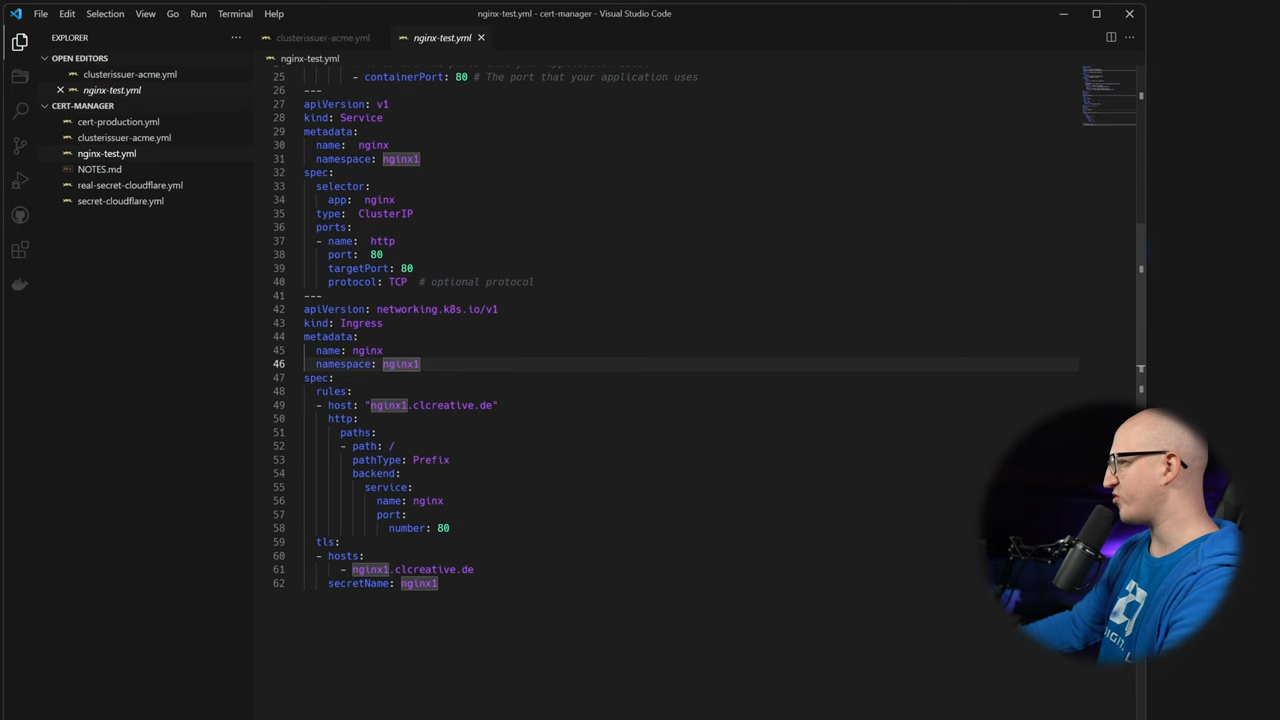 File Edit Selection View Go Run Terminal Help
nginx-test.yml - cert-manager - Visual Studio Code
EXPLORER
OPEN EDITORS
clusterissuer-acme.yml
nginx-test.yml
CERT-MANAGER
cert-production.yml
clusterissuer-acme.yml
nginx-test.yml
NOTES.md
real-secret-cloudflare.yml
secret-cloudflare.yml
clusterissuer-acme.yml
nginx-test.yml
nginx-test.yml
25 - containerPort: 80 # The port that your application uses
26 ---
27 apiVersion: v1
28 kind: Service
29 metadata:
30 name: nginx
31 namespace: nginx1
32 spec:
33 selector:
34 app: nginx
35 type: ClusterIP
36 ports:
37 - name: http
38 port: 80
39 targetPort: 80
40 protocol: TCP # optional protocol
41 ---
42 apiVersion: networking.k8s.io/v1
43 kind: Ingress
44 metadata:
45 name: nginx
46 namespace: nginx1
47 spec:
48 rules:
49 - host: "nginx1.clcreative.de"
50 http:
51 paths:
52 - path: /
53 pathType: Prefix
54 backend:
55 service:
56 name: nginx
57 port:
58 number: 80
59 tls:
60 - hosts:
61 - nginx1.clcreative.de
62 secretName: nginx1